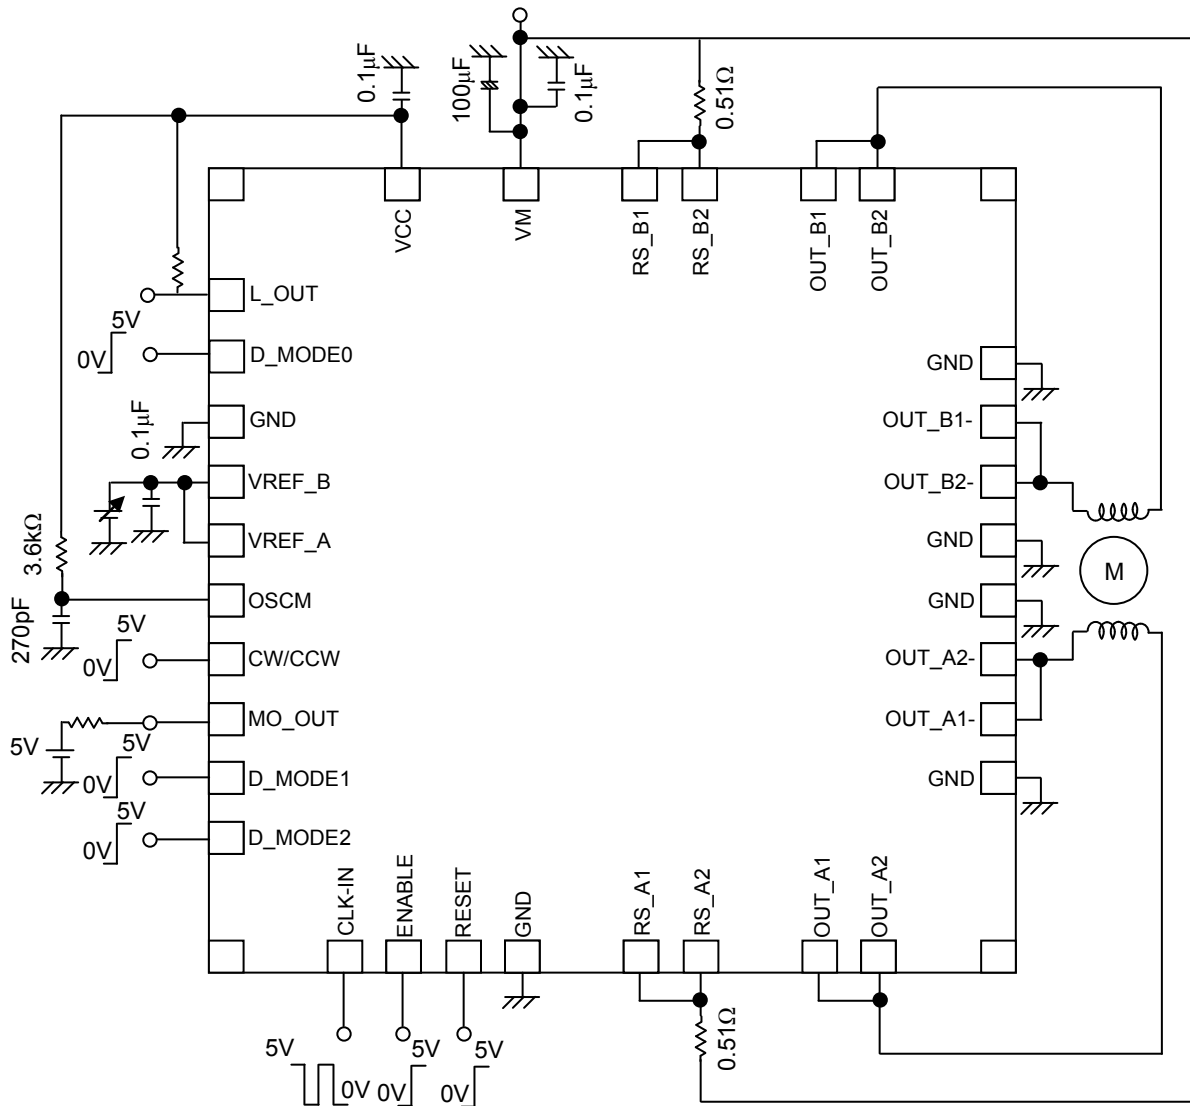 0.1µF
100µF
0.1µF
0.51Ω
VCC
VM
RS_B1
RS_B2
OUT_B1
OUT_B2
L_OUT
5V
0V
D_MODE0
GND
0.1µF
GND
OUT_B1-
VREF_B
OUT_B2-
3.6kΩ
VREF_A
GND
M
270pF
OSCM
GND
5V
0V
CW/CCW
OUT_A2-
MO_OUT
OUT_A1-
5V
5V
0V
D_MODE1
GND
5V
0V
D_MODE2
CLK-IN
ENABLE
RESET
GND
RS_A1
RS_A2
OUT_A1
OUT_A2
0.51Ω
5V
0V
5V
0V
5V
0V